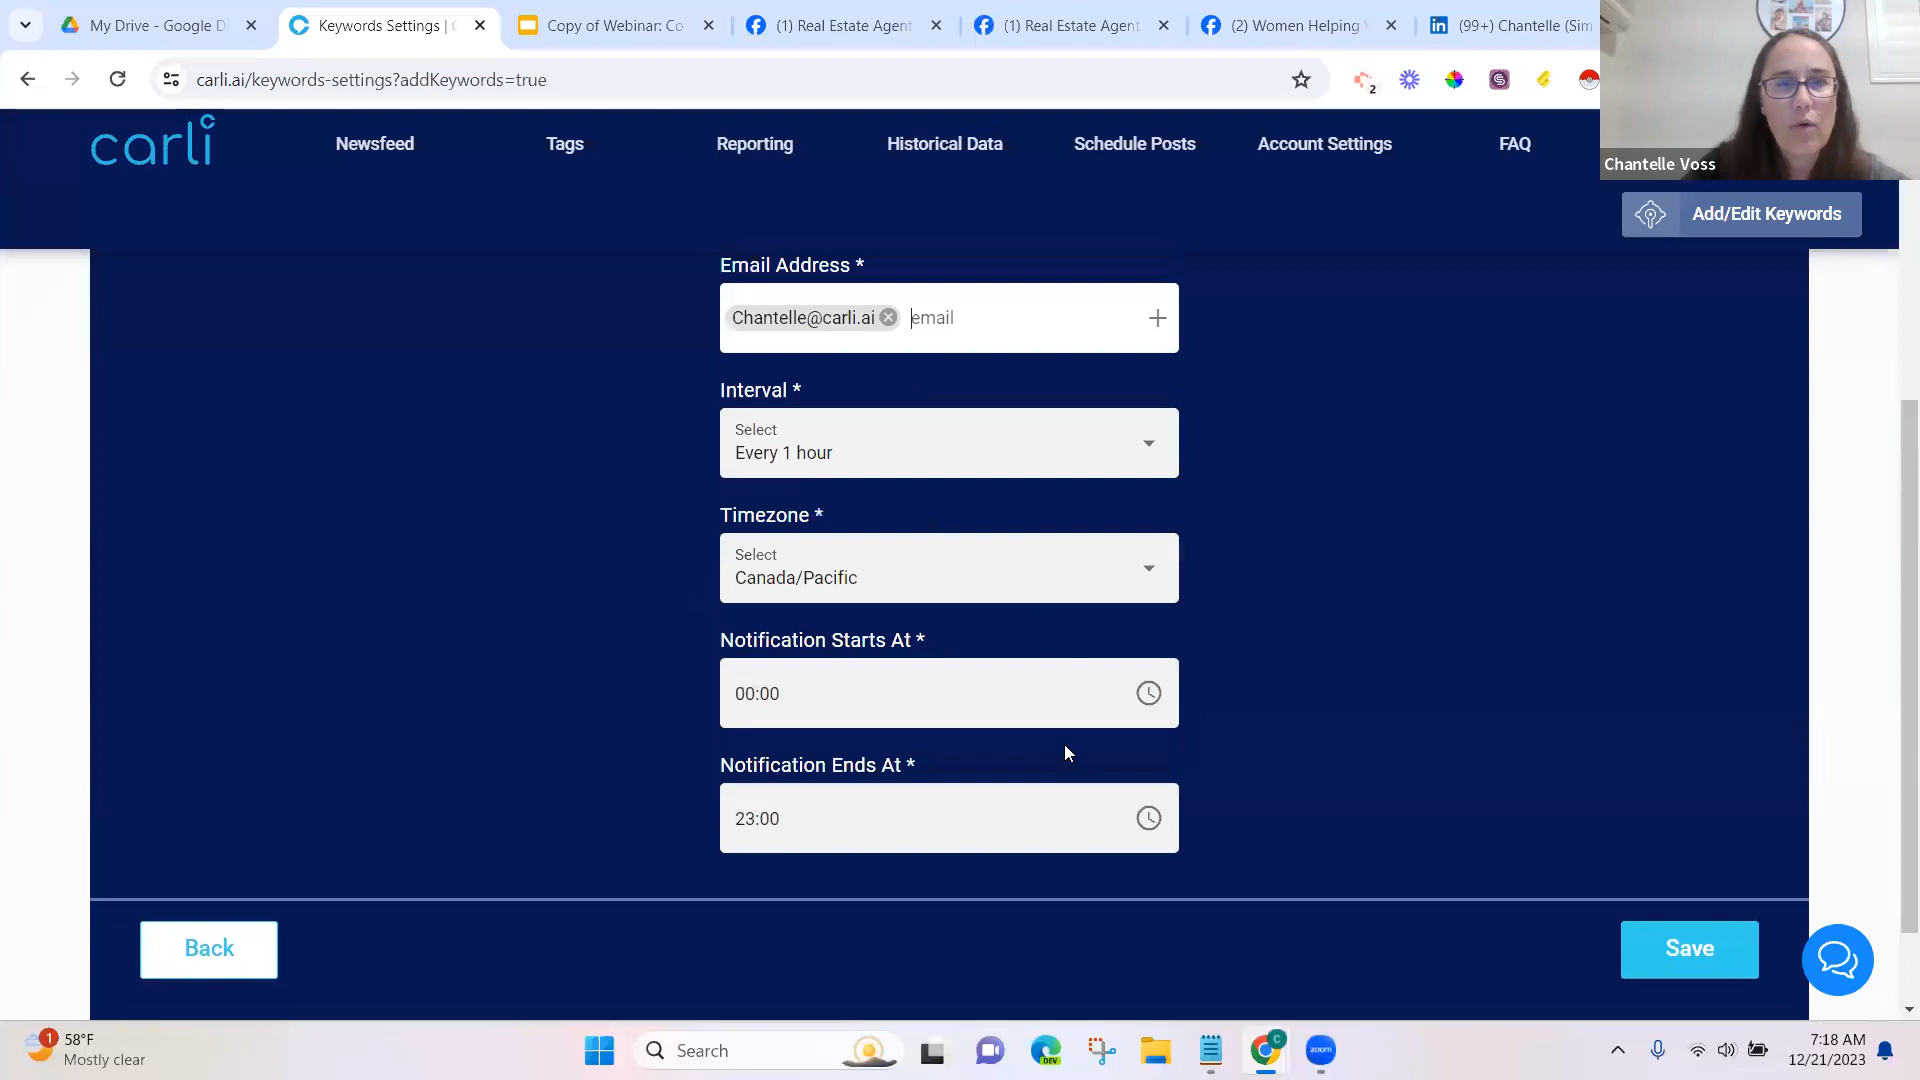 My Drive - Google D
Keywords Settings |
Copy of Webinar: Co
(1) Real Estate Agent
(1) Real Estate Agent
(2) Women Helping
(99+) Chantelle (Sim
carli.ai/keywords-settings?addKeywords=true
2
Chantelle Voss
carli
Newsfeed
Tags
Reporting
Historical Data
Schedule Posts
Account Settings
FAQ
Add/Edit Keywords
Email Address *
Chantelle@carli.ai
email
Interval *
Select
Every 1 hour
Timezone *
Select
Canada/Pacific
Notification Starts At *
00:00
Notification Ends At *
23:00
Back
Save
1
58°F
Mostly clear
Search
DEV
C
zoom
7:18 AM
12/21/2023